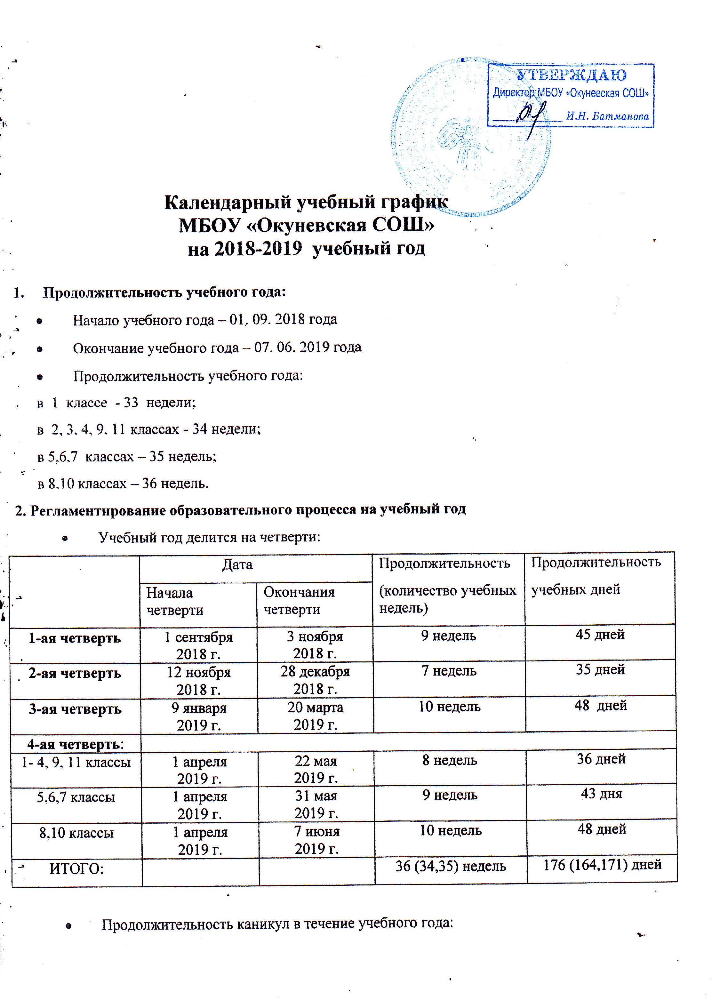 УТВЕРЖДАЮ
Директор МБОУ «Окуневская СОШ»
И.Н. Батманова
Календарный учебный график
МБОУ «Окуневская СОШ»
на 2018-2019 учебный год
1. Продолжительность учебного года:
• Начало учебного года – 01. 09. 2018 года
• Окончание учебного года – 07. 06. 2019 года
• Продолжительность учебного года:
в 1 классе - 33 недели;
в 2, 3. 4, 9. 11 классах - 34 недели;
в 5,6.7 классах – 35 недель;
в 8.10 классах – 36 недель.
2. Регламентирование образовательного процесса на учебный год
• Учебный год делится на четверти:
Дата
Начала
четверти
Окончания
четверти
Продолжительность
(количество учебных
недель)
Продолжительность
учебных дней
1-ая четверть
1 сентября
2018 г.
3 ноября
2018 г.
9 недель
45 дней
2-ая четверть
12 ноября
2018 г.
28 декабря
2018 г.
7 недель
35 дней
3-ая четверть
9 января
2019 г.
20 марта
2019 г.
10 недель
48 дней
4-ая четверть:
1- 4, 9, 11 классы
1 апреля
2019 г.
22 мая
2019 г.
8 недель
36 дней
5,6,7 классы
1 апреля
2019 г.
31 мая
2019 г.
9 недель
43 дня
8.10 классы
1 апреля
2019 г.
7 июня
2019 г.
10 недель
48 дней
ИТОГО:
36 (34,35) недель
176 (164,171) дней
• Продолжительность каникул в течение учебного года: